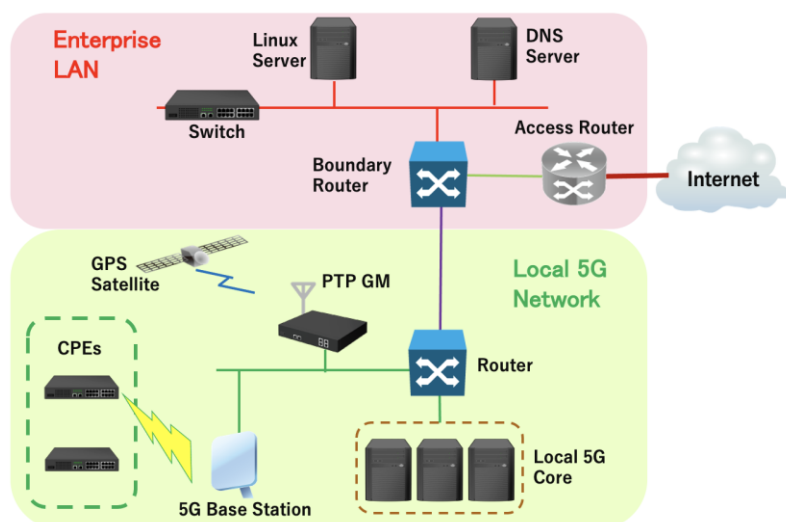 Enterprise
LAN
Linux
Server
DNS
Server
Switch
Access Router
Boundary
Router
Internet
GPS
Satellite
PTP GM
Local 5G
Network
CPEs
Router
Local 5G
Core
5G Base Station